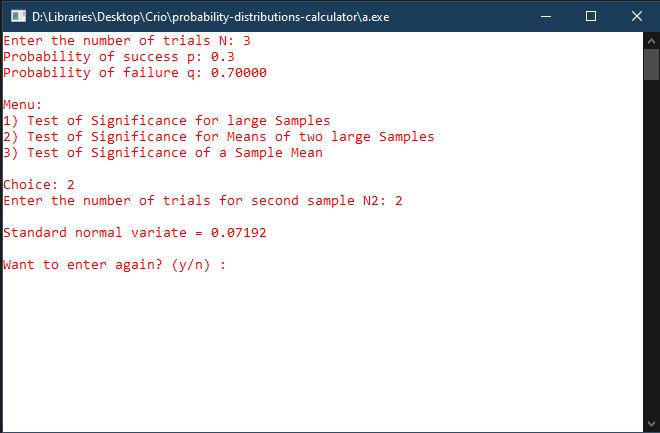 D:\Libraries\Desktop\Crio\probability-distributions-calculator\a.exe
Enter the number of trials N: 3
Probability of success p: 0.3
Probability of failure q: 0.70000
Menu:
1) Test of Significance for large Samples
2) Test of Significance for Means of two large Samples
3) Test of Significance of a Sample Mean
Choice: 2
Enter the number of trials for second sample N2: 2
Standard normal variate = 0.07192
Want to enter again? (y/n) :